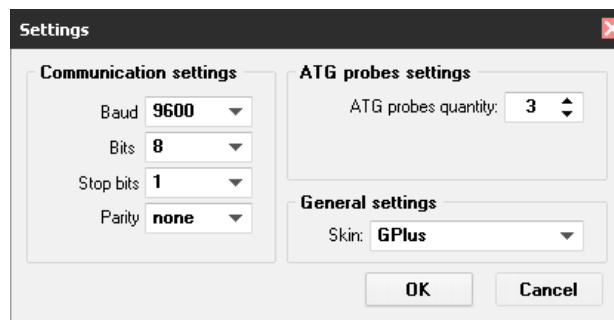 Settings
Communication settings
Baud 9600
Bits 8
Stop bits 1
Parity none
ATG probes settings
ATG probes quantity: 3
General settings
Skin: GPlus
OK Cancel